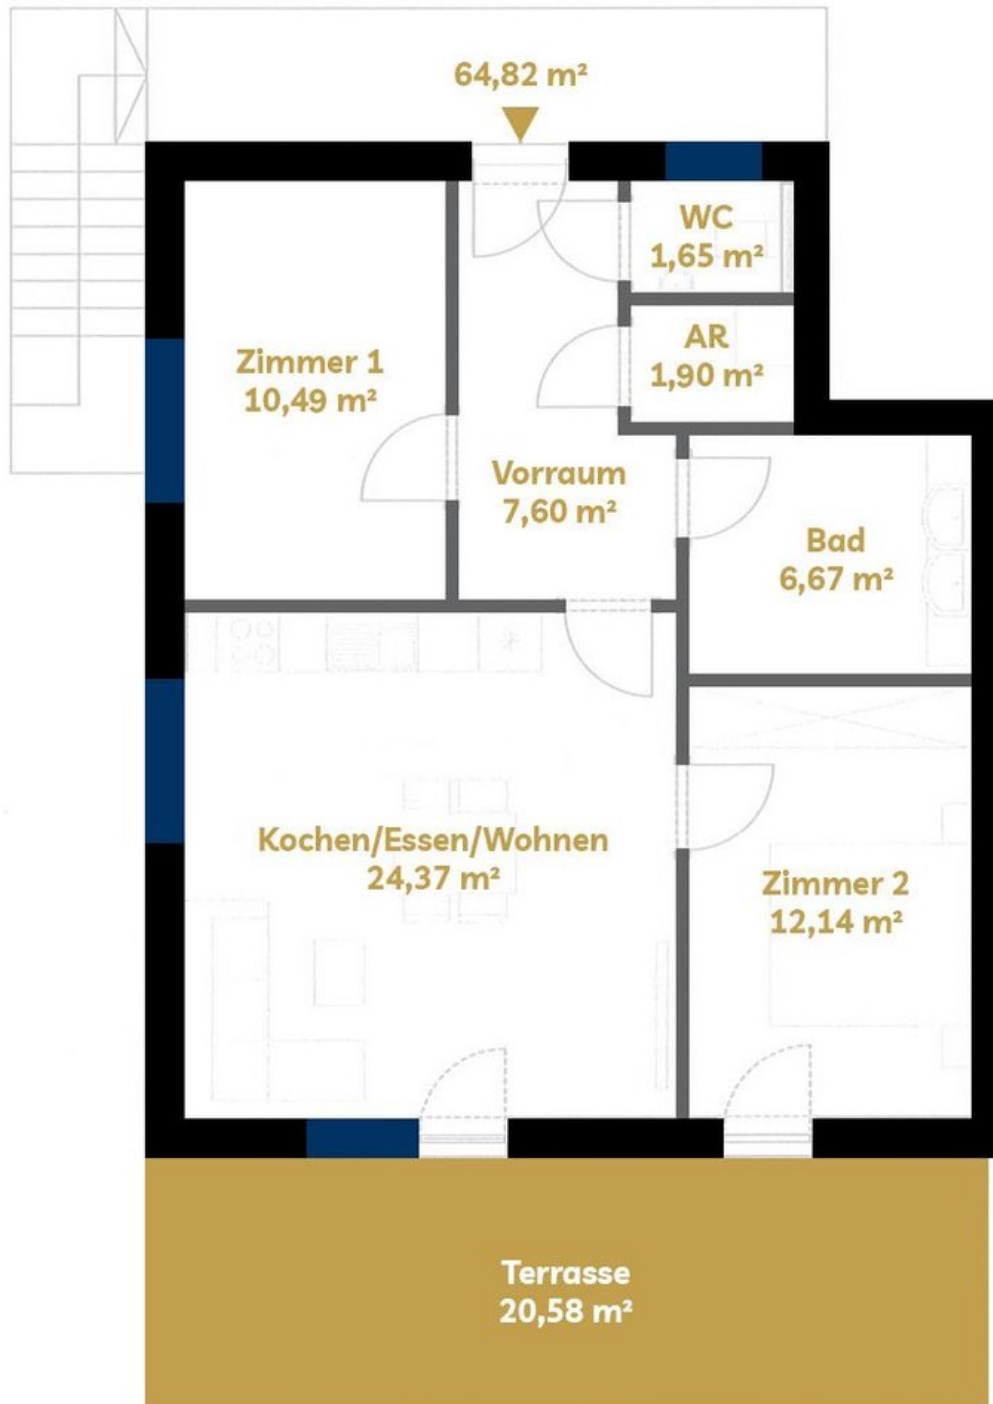 64,82 m²
WC
1,65 m²
AR
1,90 m²
Zimmer 1
10,49 m²
Vorraum
7,60 m²
Bad
6,67 m²
Kochen/Essen/Wohnen
24,37 m²
Zimmer 2
12,14 m²
Terrasse
20,58 m²